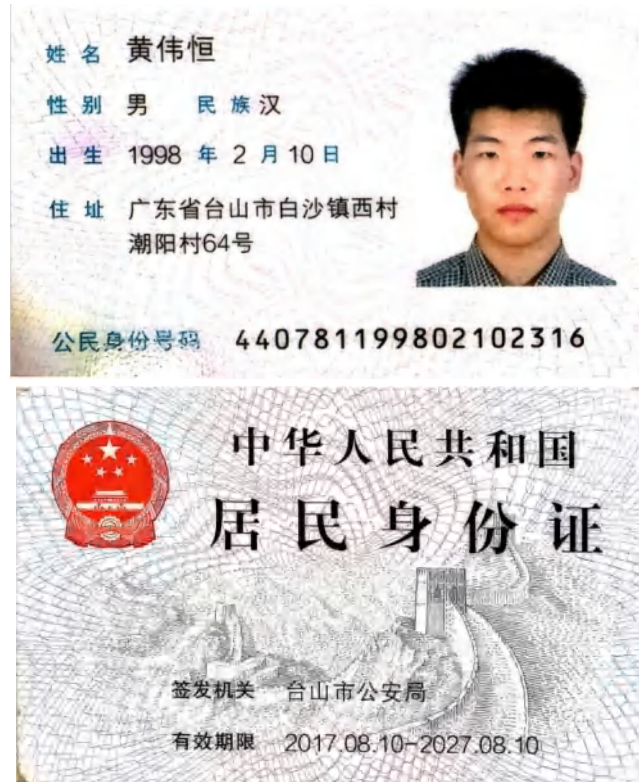 姓名 黄伟恒
性别 男 民族 汉
出生 1998 年 2 月 10 日
住址 广东省台山市白沙镇西村
潮阳村64号
公民身份号码 440781199802102316
中华人民共和国
居民身份证
签发机关 台山市公安局
有效期限 2017.08.10-2027.08.10